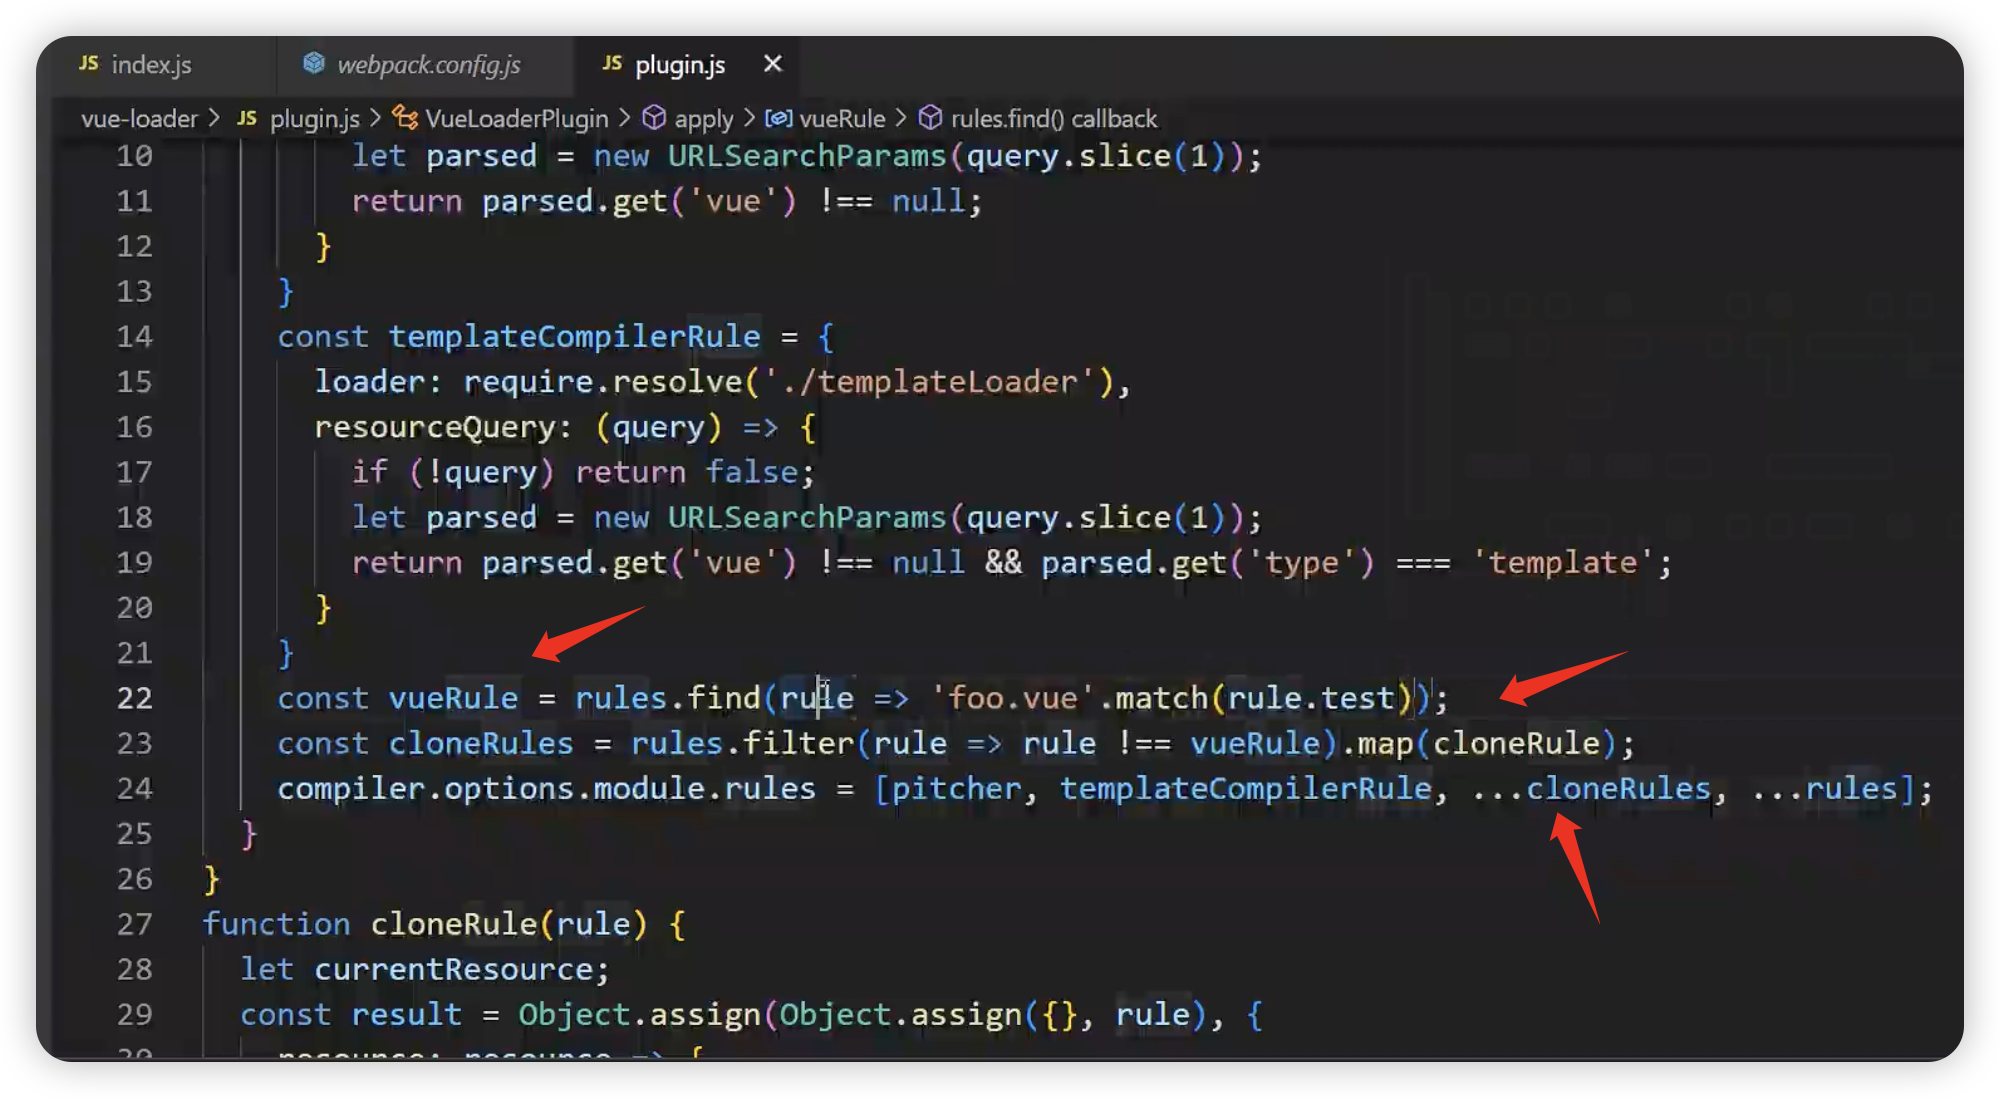 JS index.js webpack.config.js JS plugin.js ×
vue-loader > JS plugin.js > VueLoaderPlugin > apply > vueRule > rules.find() callback
10 let parsed = new URLSearchParams(query.slice(1));
11 return parsed.get('vue') !== null;
12 }
13 }
14 const templateCompilerRule = {
15 loader: require.resolve('./templateLoader'),
16 resourceQuery: (query) => {
17 if (!query) return false;
18 let parsed = new URLSearchParams(query.slice(1));
19 return parsed.get('vue') !== null && parsed.get('type') === 'template';
20 }
21 }
22 const vueRule = rules.find(rule => 'foo.vue'.match(rule.test));
23 const cloneRules = rules.filter(rule => rule !== vueRule).map(cloneRule);
24 compiler.options.module.rules = [pitcher, templateCompilerRule, ...cloneRules, ...rules];
25 }
26 }
27 function cloneRule(rule) {
28 let currentResource;
29 const result = Object.assign(Object.assign({}, rule), {
30 resource: resource => {